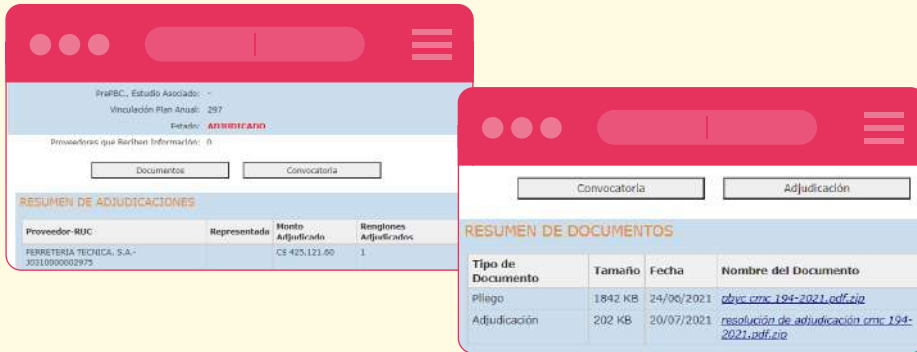 PrePBC., Estudio Asociado: -
Vinculación Plan Anual: 297
Estado: ADJUDICADO
Proveedores que Reciben Información: 0
Documentos Convocatoria
RESUMEN DE ADJUDICACIONES
Proveedor-RUC Representada Monto Adjudicado Renglones Adjudicados
FERRETERIA TECNICA, S.A.- C$ 425,121.60 1
J0310000002975
Convocatoria Adjudicación
RESUMEN DE DOCUMENTOS
Tipo de Documento Tamaño Fecha Nombre del Documento
Pliego 1842 KB 24/06/2021 pbyc cmc 194-2021.pdf.zip
Adjudicación 202 KB 20/07/2021 resolución de adjudicación cmc 194-
2021.pdf.zip